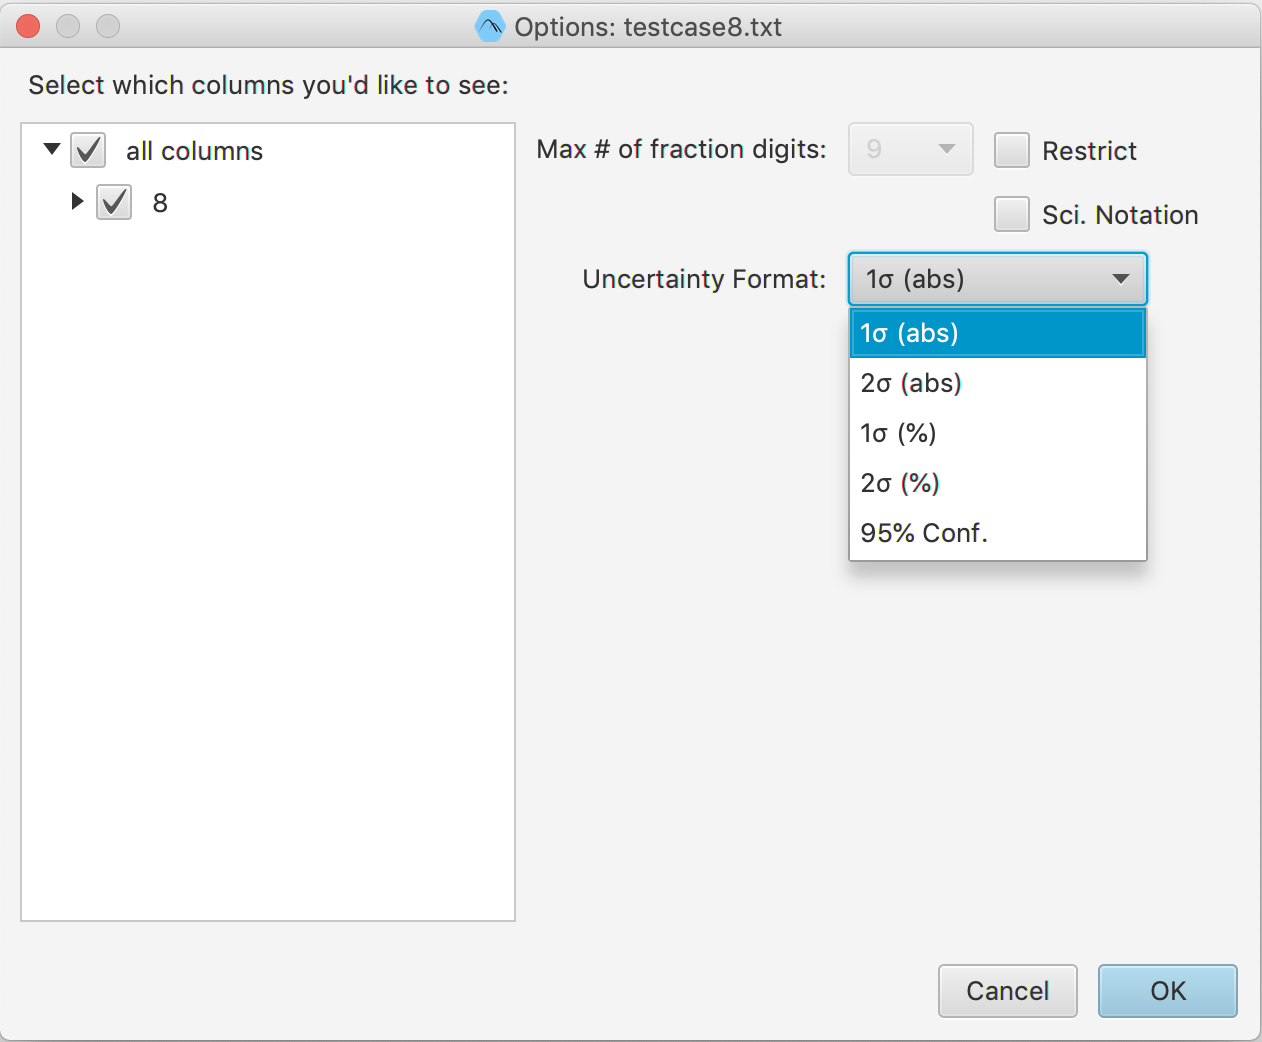 Options: testcase8.txt
Select which columns you'd like to see:
all columns
8
Max # of fraction digits: 9 Restrict
Sci. Notation
Uncertainty Format: 1σ (abs)
1σ (abs)
2σ (abs)
1σ (%)
2σ (%)
95% Conf.
Cancel OK